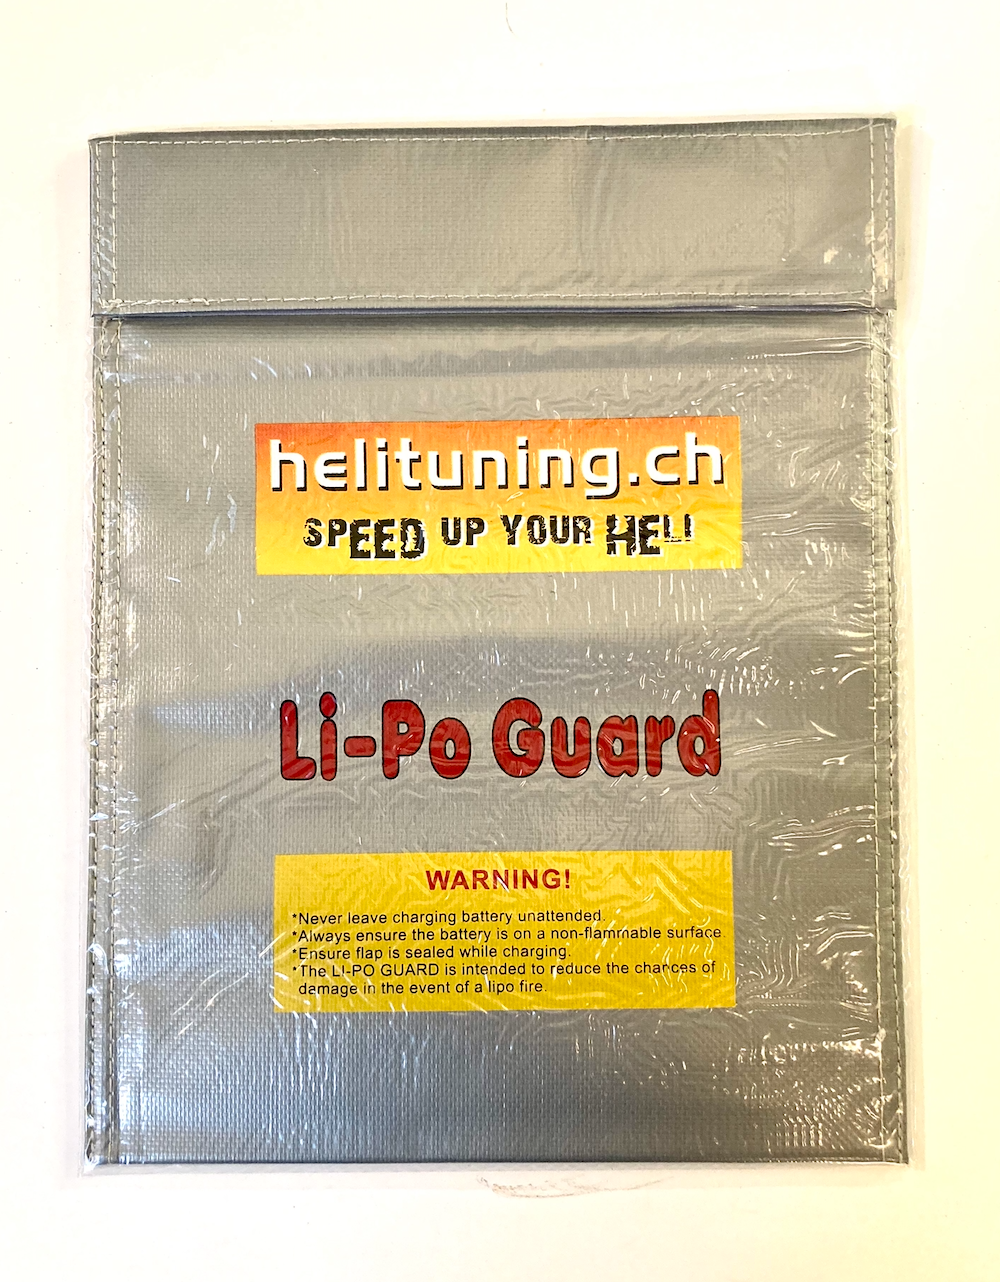 helituning.ch
SPEED UP YOUR HELI
Li-Po Guard
WARNING!
*Never leave charging battery unattended.
*Always ensure the battery is on a non-flammable surface.
*Ensure flap is sealed while charging.
*The LI-PO GUARD is intended to reduce the chances of
damage in the event of a lipo fire.